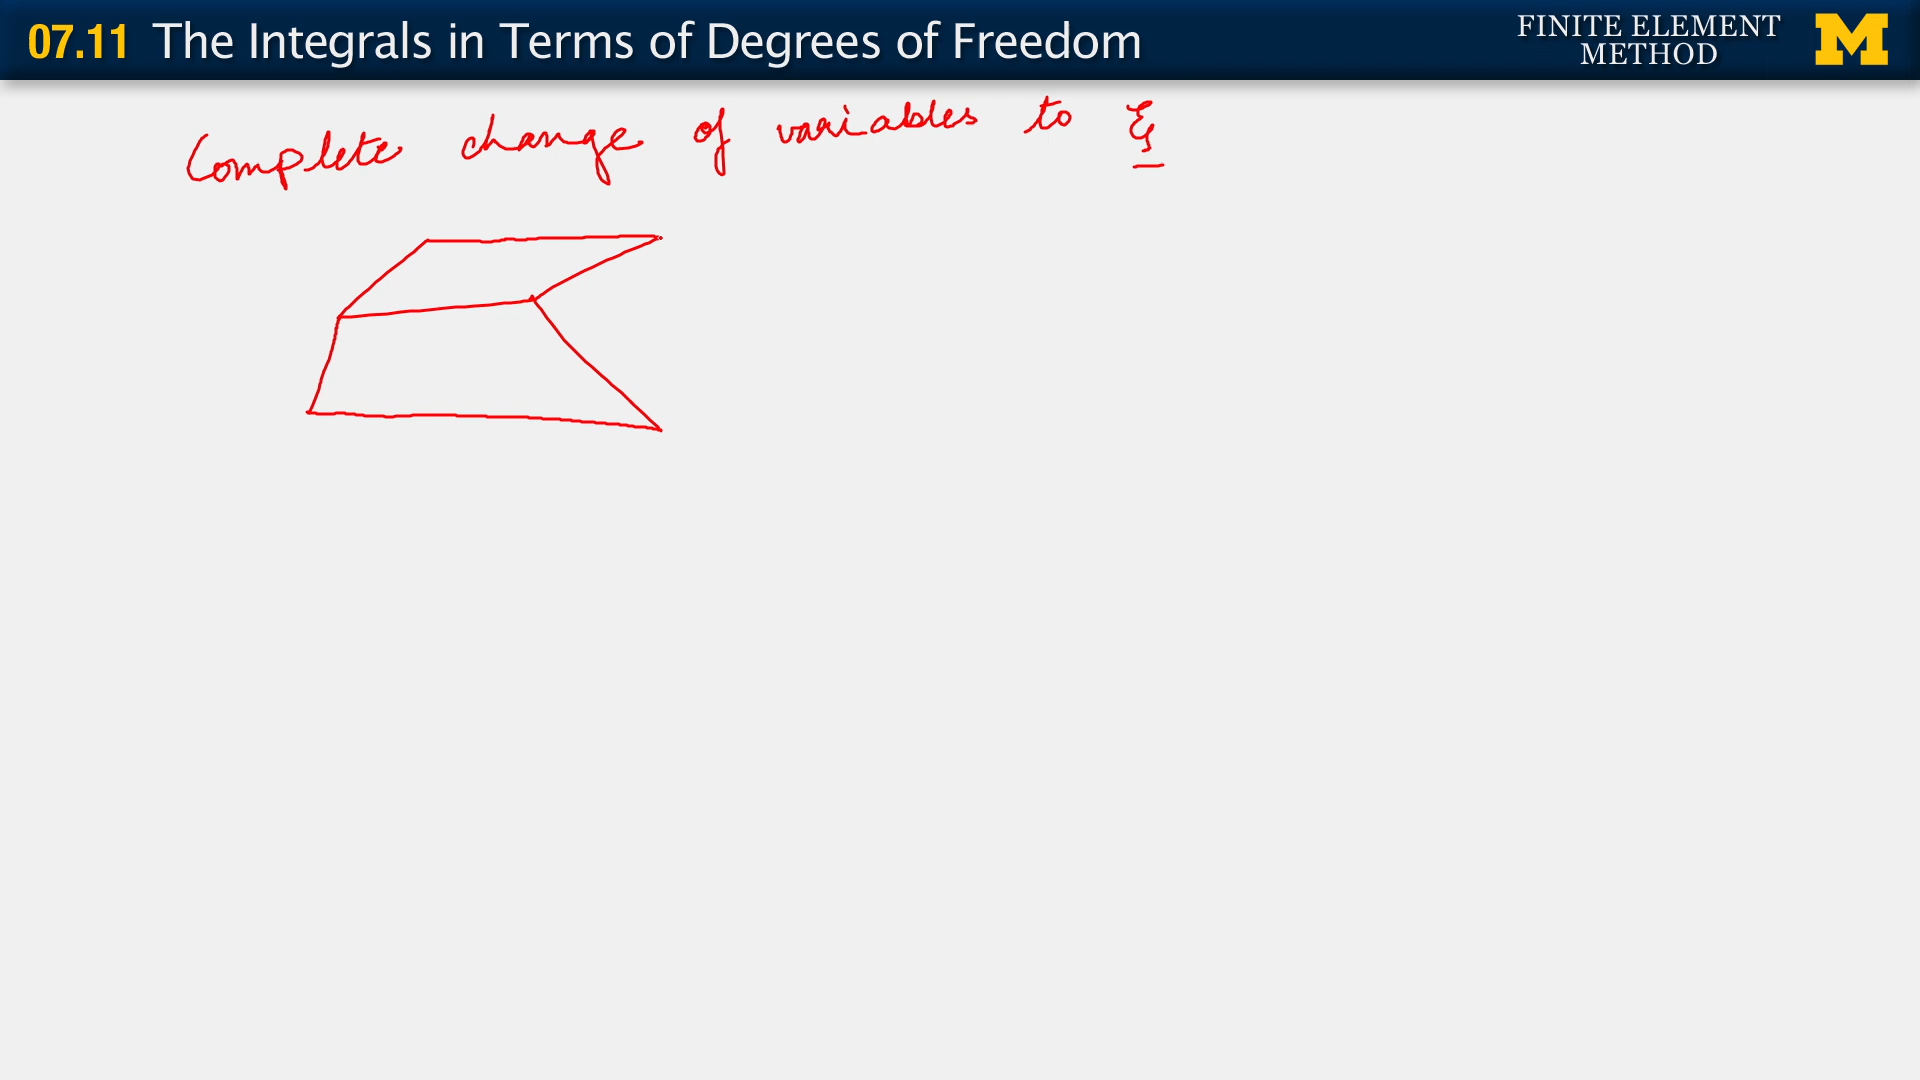 07.11 The Integrals in Terms of Degrees of Freedom
FINITE ELEMENT
METHOD
M
Complete change of variables to ξ